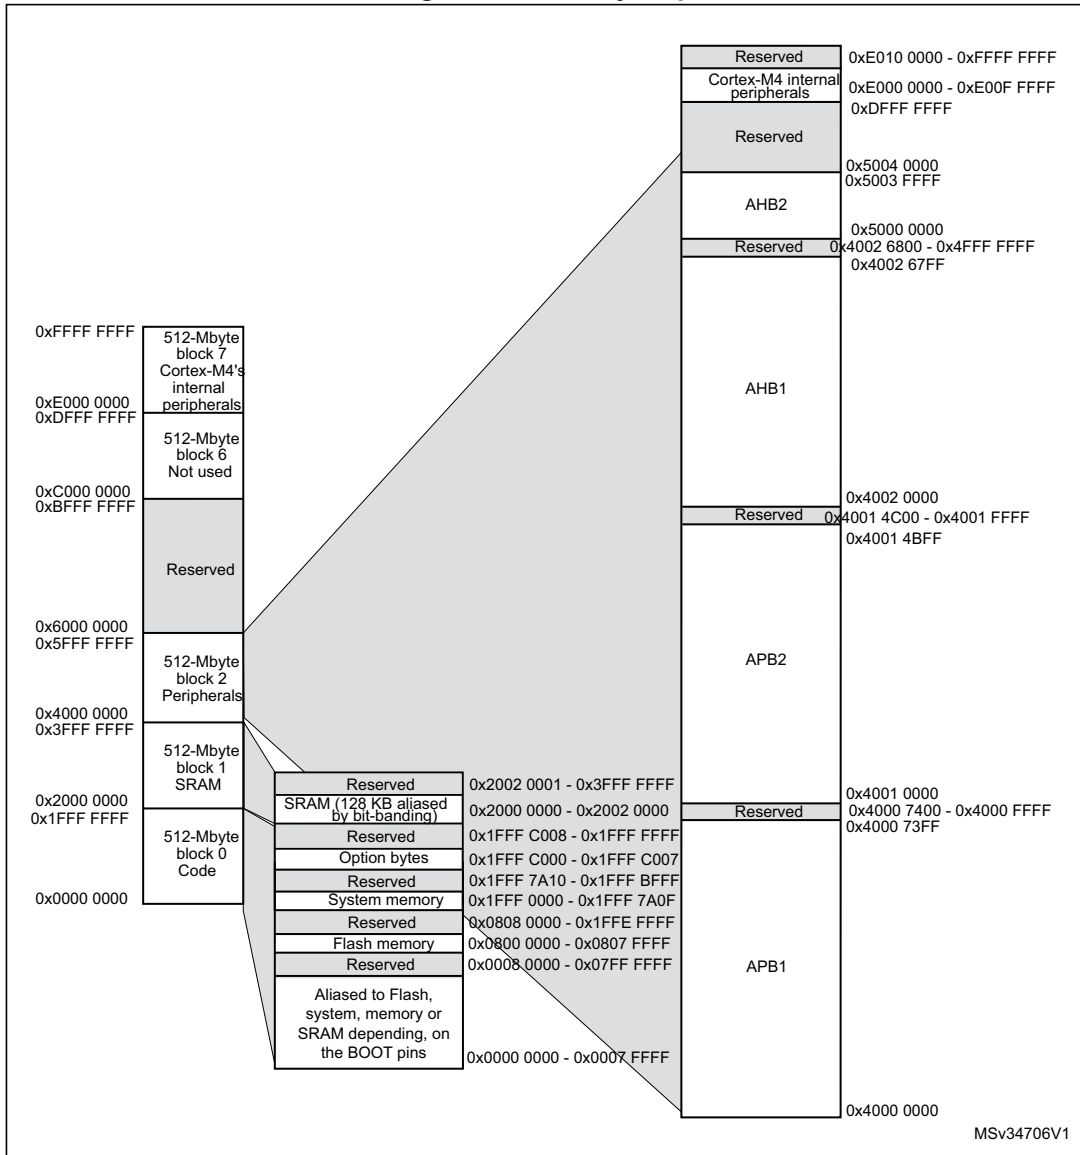 0xFFFF FFFF
512-Mbyte
block 7
Cortex-M4's
internal
peripherals
0xE000 0000
0xDFFF FFFF
512-Mbyte
block 6
Not used
0xC000 0000
0xBFFF FFFF
Reserved
0x6000 0000
0x5FFF FFFF
512-Mbyte
block 2
Peripherals
0x4000 0000
0x3FFF FFFF
512-Mbyte
block 1
SRAM
0x2000 0000
0x1FFF FFFF
512-Mbyte
block 0
Code
0x0000 0000
Reserved 0x2002 0001 - 0x3FFF FFFF
SRAM (128 KB aliased
by bit-banding) 0x2000 0000 - 0x2002 0000
Reserved 0x1FFF C008 - 0x1FFF FFFF
Option bytes 0x1FFF C000 - 0x1FFF C007
Reserved 0x1FFF 7A10 - 0x1FFF BFFF
System memory 0x1FFF 0000 - 0x1FFF 7A0F
Reserved 0x0808 0000 - 0x1FFE FFFF
Flash memory 0x0800 0000 - 0x0807 FFFF
Reserved 0x0008 0000 - 0x07FF FFFF
Aliased to Flash,
system, memory or
SRAM depending, on
the BOOT pins 0x0000 0000 - 0x0007 FFFF
Reserved 0xE010 0000 - 0xFFFF FFFF
Cortex-M4 internal
peripherals 0xE000 0000 - 0xE00F FFFF
0xDFFF FFFF
Reserved
0x5004 0000
0x5003 FFFF
AHB2
0x5000 0000
Reserved 0x4002 6800 - 0x4FFF FFFF
0x4002 67FF
AHB1
0x4002 0000
Reserved 0x4001 4C00 - 0x4001 FFFF
0x4001 4BFF
APB2
0x4001 0000
Reserved 0x4000 7400 - 0x4000 FFFF
0x4000 73FF
APB1
0x4000 0000
MSv34706V1